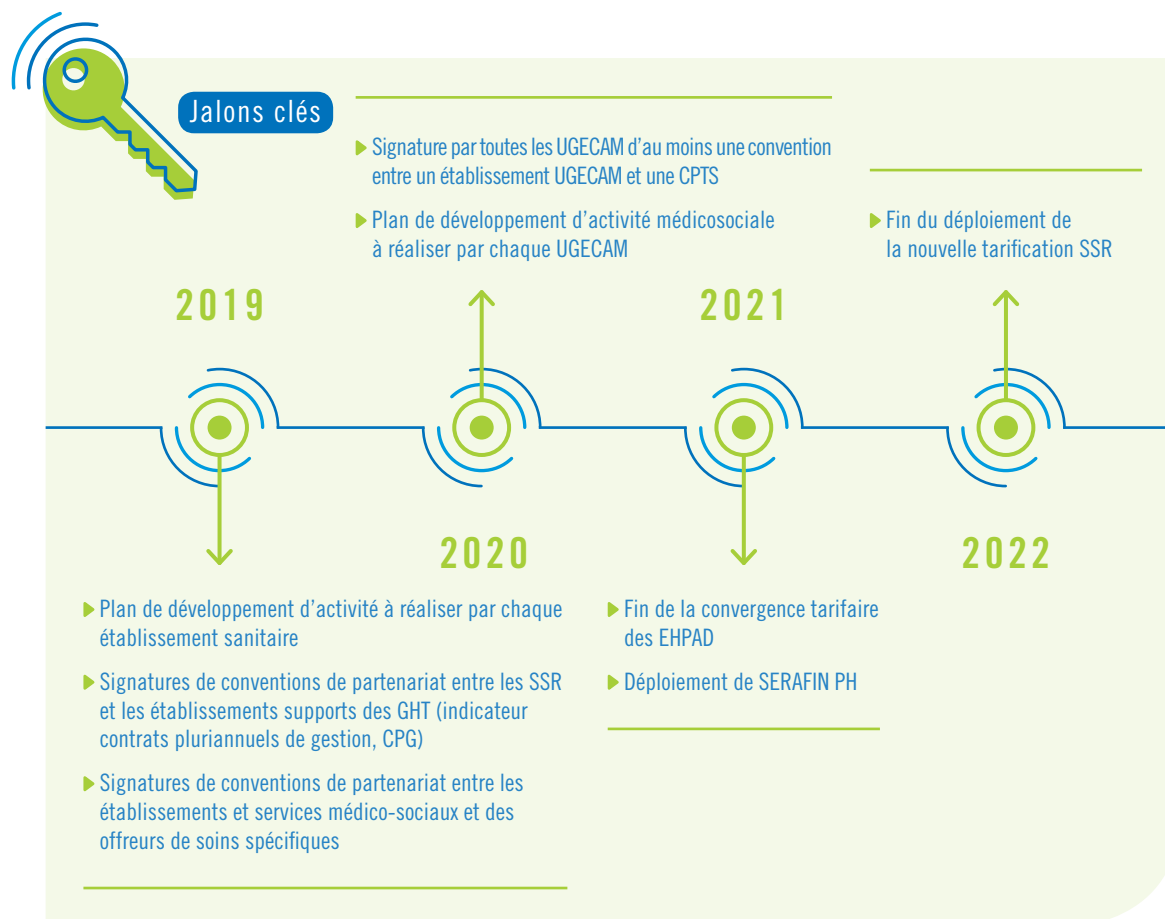 Jalons clés
2019
Plan de développement d'activité à réaliser par chaque
établissement sanitaire
Signatures de conventions de partenariat entre les SSR
et les établissements supports des GHT (indicateur
contrats pluriannuels de gestion, CPG)
Signatures de conventions de partenariat entre les
établissements et services médico-sociaux et des
offreurs de soins spécifiques
Signature par toutes les UGECAM d'au moins une convention
entre un établissement UGECAM et une CPTS
Plan de développement d'activité médicosociale
à réaliser par chaque UGECAM
2020
2021
Fin de la convergence tarifaire
des EHPAD
Déploiement de SERAFIN PH
Fin du déploiement de
la nouvelle tarification SSR
2022